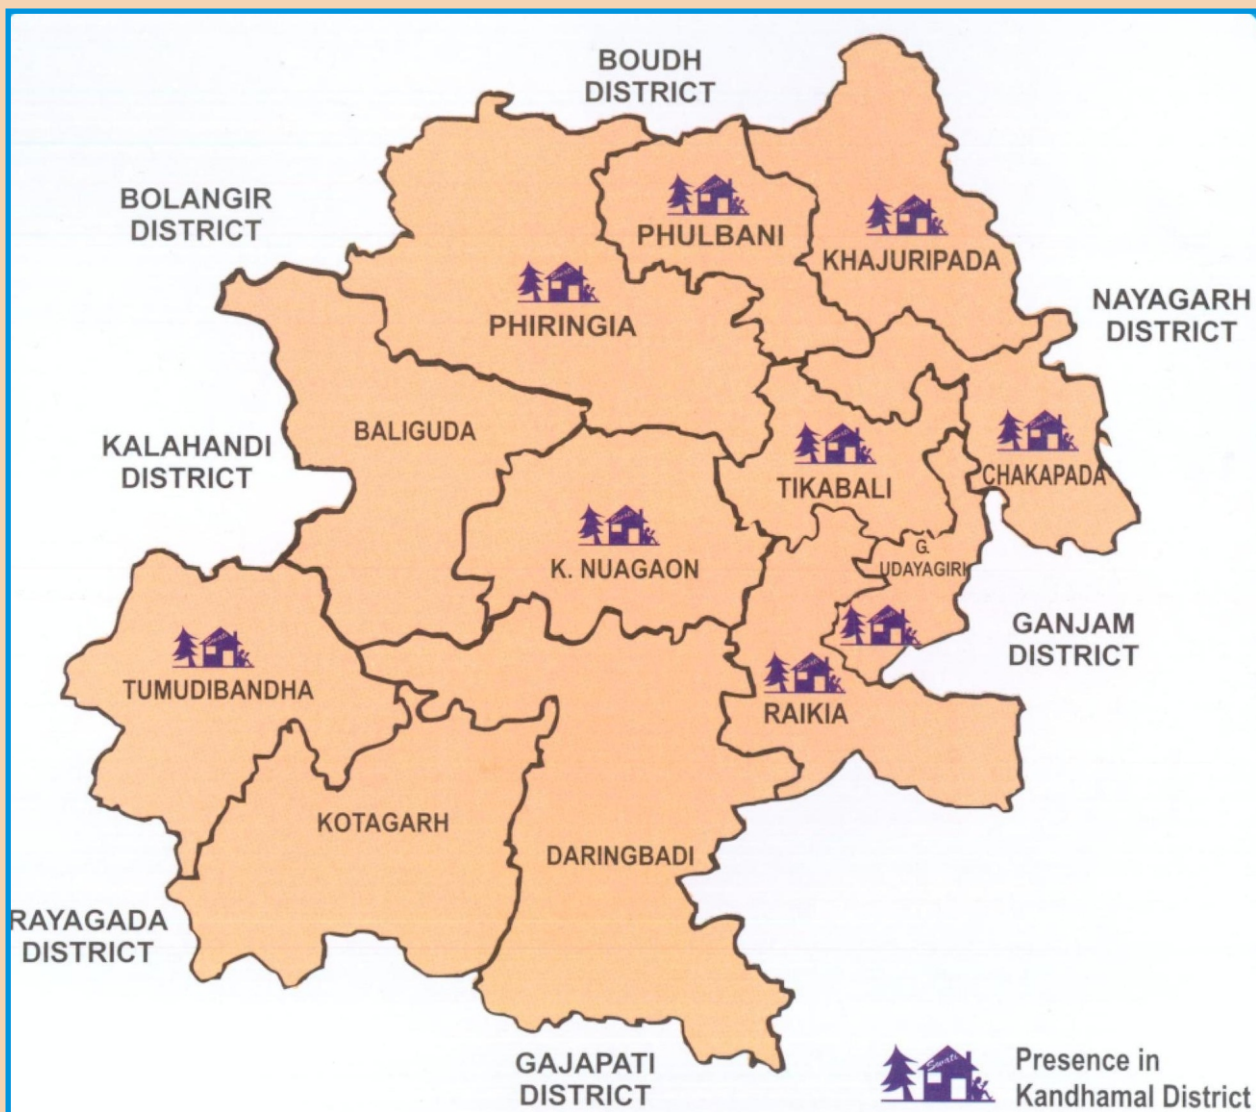 BOUDH
DISTRICT
BOLANGIR
DISTRICT
PHULBANI
KHAJURIPADA
NAYAGARH
DISTRICT
PHIRINGIA
BALIGUDA
KALAHANDI
DISTRICT
TIKABALI
CHAKAPADA
K. NUAGAON
G.
UDAYAGIRI
GANJAM
DISTRICT
TUMUDIBANDHA
RAIKIA
KOTAGARH
DARINGBADI
RAYAGADA
DISTRICT
GAJAPATI
DISTRICT
Swati
Presence in
Kandhamal District